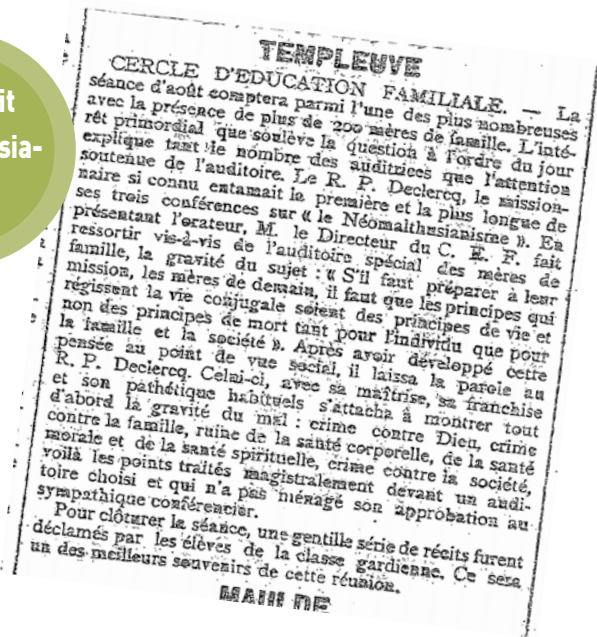 it
sia-
TEMPLEUVE
CERCLE D'EDUCATION FAMILIALE. — La
séance d'août comptera parmi l'une des plus nombreuses
avec la présence de plus de 200 mères de famille. L'inté-
rêt primordial que soulève la question à l'ordre du jour
explique tant le nombre des auditrices que l'attention
soutenue de l'auditoire. Le R. P. Declercq, le mission-
naire si connu entamait la première et la plus longue de
ses trois conférences sur « le Néomalthusianisme ». En
présentant l'orateur, M. le Directeur du C. E. F. fait
ressortir vis-à-vis de l'auditoire spécial des mères de
famille, la gravité du sujet : « S'il faut préparer à leur
mission, les mères de demain, il faut que les principes qui
régissent la vie conjugale soient des principes de vie et
non des principes de mort tant pour l'individu que pour
la famille et la société ». Après avoir développé cette
pensée au point de vue social, il laissa la parole au
R. P. Declercq. Celui-ci, avec sa maîtrise, sa franchise
et son pathétique habituels s'attacha à montrer tout
d'abord la gravité du mal : crime contre Dieu, crime
contre la famille, ruine de la santé corporelle, de la santé
morale et de la santé spirituelle, crime contre la société,
voilà les points traités magistralement devant un audi-
toire choisi et qui n'a pas ménagé son approbation au
sympathique conférencier.
Pour clôturer la séance, une gentille série de récits furent
déclamés par les élèves de la classe gardienne. Ce sera
un des meilleurs souvenirs de cette réunion.